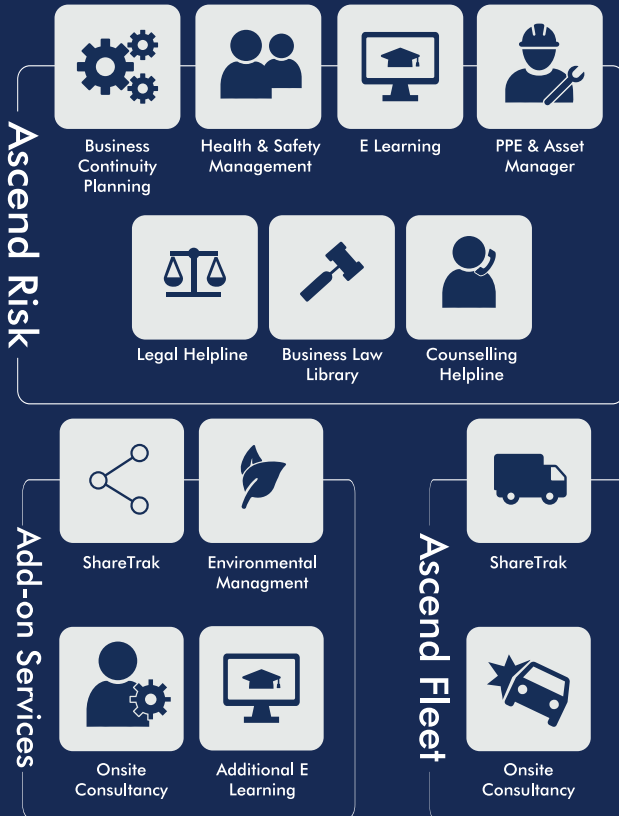 Ascend Risk
Business
Continuity
Planning
Health & Safety
Management
E Learning
PPE & Asset
Manager
Legal Helpline
Business Law
Library
Counselling
Helpline
Add-on Services
ShareTrak
Environmental
Managment
Onsite
Consultancy
Additional E
Learning
Ascend Fleet
ShareTrak
Onsite
Consultancy